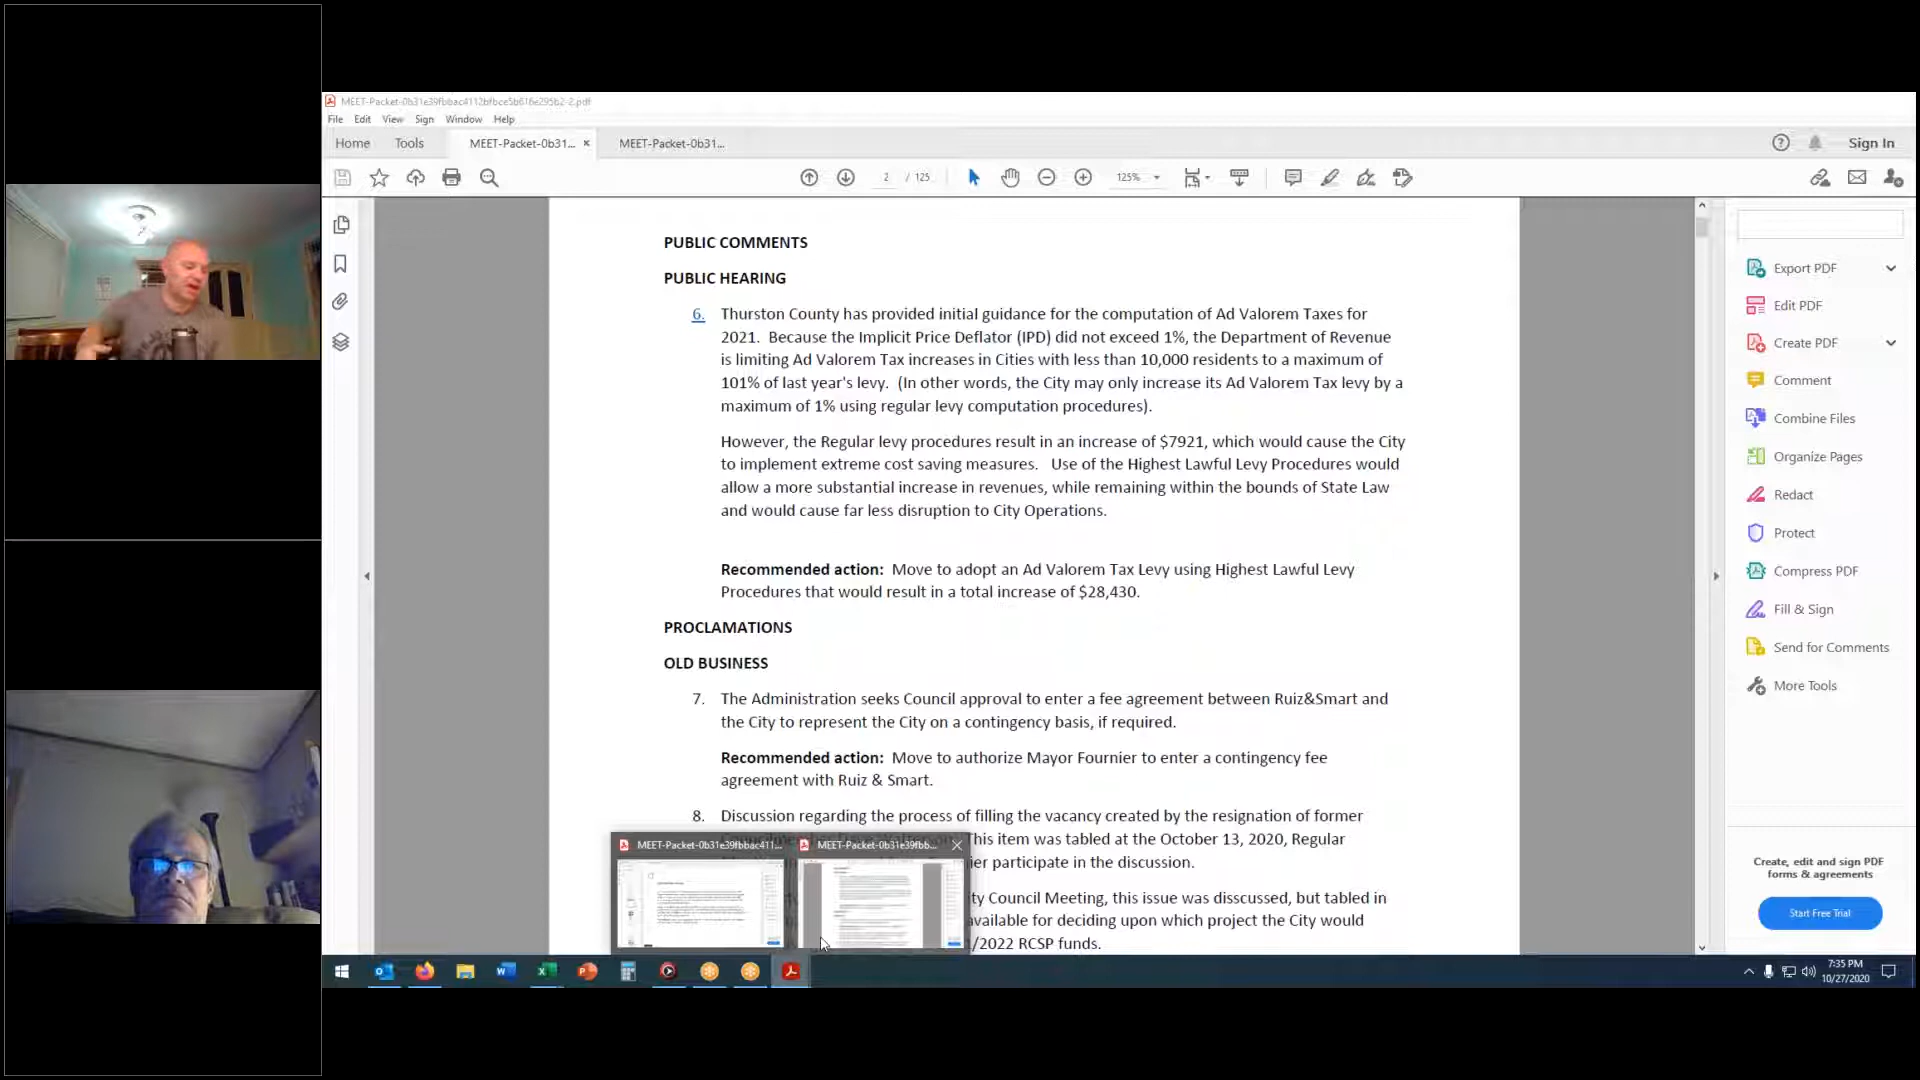 MEET-Packet-0b31e39fbbac4112bfbce5b616e295b2-2.pdf
File Edit View Sign Window Help
Home Tools MEET-Packet-0b31... × MEET-Packet-0b31... Sign In
2 / 125 125%
PUBLIC COMMENTS
PUBLIC HEARING
6. Thurston County has provided initial guidance for the computation of Ad Valorem Taxes for
2021. Because the Implicit Price Deflator (IPD) did not exceed 1%, the Department of Revenue
is limiting Ad Valorem Tax increases in Cities with less than 10,000 residents to a maximum of
101% of last year's levy. (In other words, the City may only increase its Ad Valorem Tax levy by a
maximum of 1% using regular levy computation procedures).
However, the Regular levy procedures result in an increase of $7921, which would cause the City
to implement extreme cost saving measures. Use of the Highest Lawful Levy Procedures would
allow a more substantial increase in revenues, while remaining within the bounds of State Law
and would cause far less disruption to City Operations.
Recommended action: Move to adopt an Ad Valorem Tax Levy using Highest Lawful Levy
Procedures that would result in a total increase of $28,430.
PROCLAMATIONS
OLD BUSINESS
7. The Administration seeks Council approval to enter a fee agreement between Ruiz&Smart and
the City to represent the City on a contingency basis, if required.
Recommended action: Move to authorize Mayor Fournier to enter a contingency fee
agreement with Ruiz & Smart.
8. Discussion regarding the process of filling the vacancy created by the resignation of former
This item was tabled at the October 13, 2020, Regular
ier participate in the discussion.
ty Council Meeting, this issue was disscused, but tabled in
available for deciding upon which project the City would
1/2022 RCSP funds.
MEET-Packet-0b31e39fbbac411... MEET-Packet-0b31e39fbb...
Export PDF
Edit PDF
Create PDF
Comment
Combine Files
Organize Pages
Redact
Protect
Compress PDF
Fill & Sign
Send for Comments
More Tools
Create, edit and sign PDF
forms & agreements
Start Free Trial
7:35 PM
10/27/2020